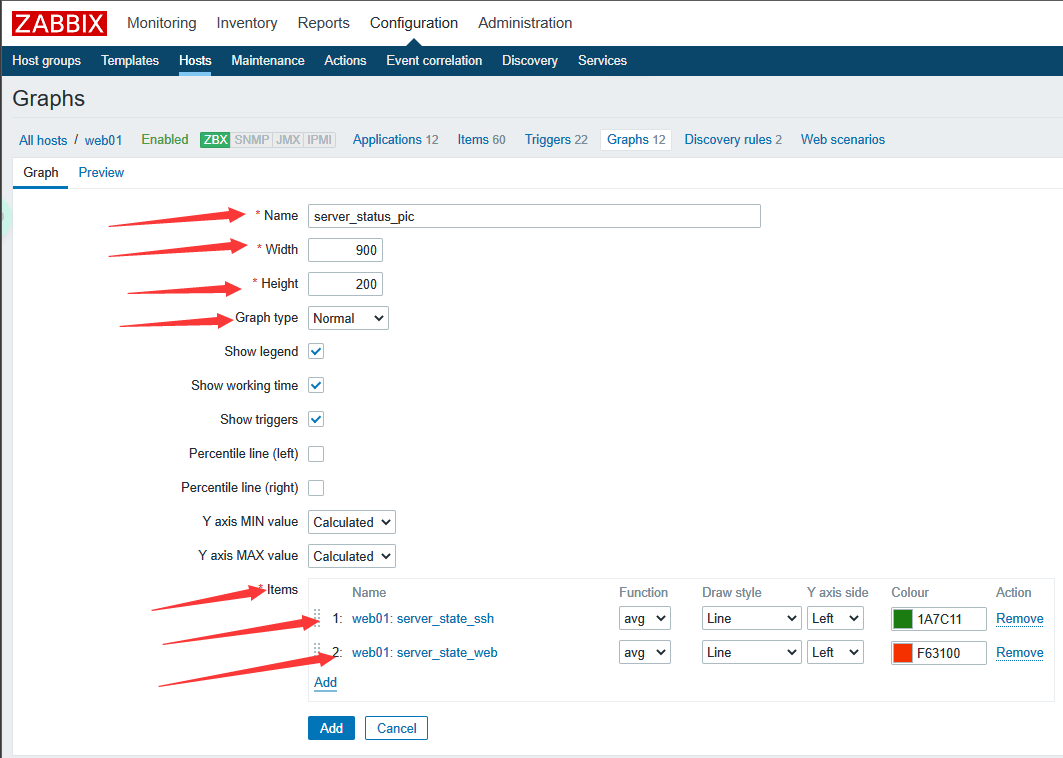 ZABBIX Monitoring Inventory Reports Configuration Administration
Host groups Templates Hosts Maintenance Actions Event correlation Discovery Services
Graphs
All hosts / web01 Enabled ZBX SNMP JMX IPMI Applications 12 Items 60 Triggers 22 Graphs 12 Discovery rules 2 Web scenarios
Graph Preview
* Name server_status_pic
* Width 900
* Height 200
Graph type Normal
Show legend
Show working time
Show triggers
Percentile line (left)
Percentile line (right)
Y axis MIN value Calculated
Y axis MAX value Calculated
* Items Name Function Draw style Y axis side Colour Action
1: web01: server_state_ssh avg Line Left 1A7C11 Remove
2: web01: server_state_web avg Line Left F63100 Remove
Add
Add Cancel